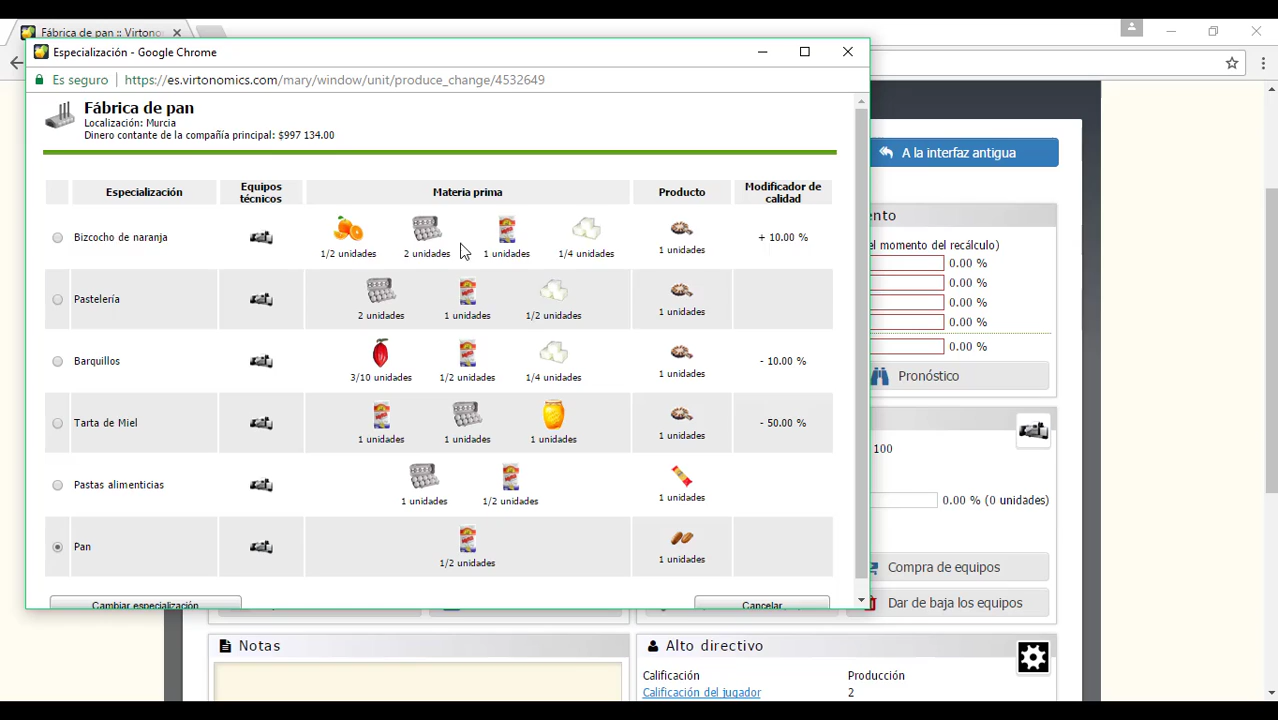 Fábrica de pan :: Virtonom
Especialización - Google Chrome
Es seguro
https://es.virtonomics.com/mary/window/unit/produce_change/4532649
Fábrica de pan
Localización: Murcia
Dinero contante de la compañía principal: $997 134.00
Especialización
Equipos técnicos
Materia prima
Producto
Modificador de calidad
Bizcocho de naranja
1/2 unidades
2 unidades
1 unidades
1/4 unidades
1 unidades
+ 10.00 %
Pastelería
2 unidades
1 unidades
1/2 unidades
1 unidades
Barquillos
3/10 unidades
1/2 unidades
1/4 unidades
1 unidades
- 10.00 %
Tarta de Miel
1 unidades
1 unidades
1 unidades
1 unidades
- 50.00 %
Pastas alimenticias
1 unidades
1/2 unidades
1 unidades
Pan
1/2 unidades
1 unidades
Cambiar especialización
Cancelar
A la interfaz antigua
nto
el momento del recálculo)
0.00 %
0.00 %
0.00 %
0.00 %
0.00 %
Pronóstico
100
0.00 % (0 unidades)
Compra de equipos
Dar de baja los equipos
Notas
Alto directivo
Calificación
Producción
Calificación del jugador
2